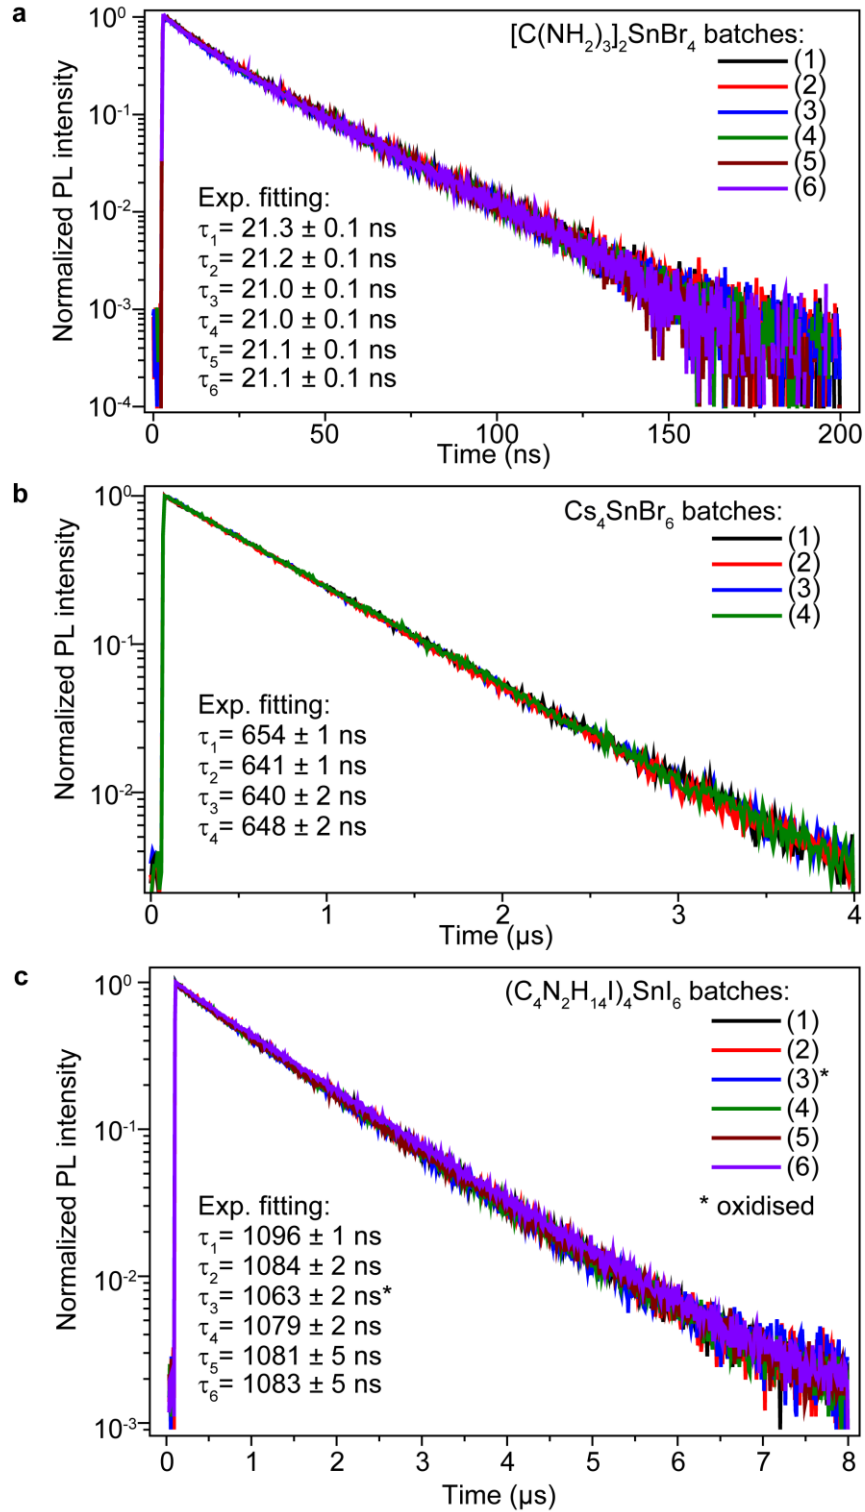 a
[C(NH₂)₃]₂SnBr₄ batches:
(1)
(2)
(3)
(4)
(5)
(6)
Exp. fitting:
τ₁= 21.3 ± 0.1 ns
τ₂= 21.2 ± 0.1 ns
τ₃= 21.0 ± 0.1 ns
τ₄= 21.0 ± 0.1 ns
τ₅= 21.1 ± 0.1 ns
τ₆= 21.1 ± 0.1 ns
Normalized PL intensity
10⁰
10⁻¹
10⁻²
10⁻³
10⁻⁴
0 50 100 150 200
Time (ns)
b
Cs₄SnBr₆ batches:
(1)
(2)
(3)
(4)
Exp. fitting:
τ₁= 654 ± 1 ns
τ₂= 641 ± 1 ns
τ₃= 640 ± 2 ns
τ₄= 648 ± 2 ns
Normalized PL intensity
10⁰
10⁻¹
10⁻²
0 1 2 3 4
Time (µs)
c
(C₄N₂H₁₄I)₄SnI₆ batches:
(1)
(2)
(3)*
(4)
(5)
(6)
* oxidised
Exp. fitting:
τ₁= 1096 ± 1 ns
τ₂= 1084 ± 2 ns
τ₃= 1063 ± 2 ns*
τ₄= 1079 ± 2 ns
τ₅= 1081 ± 5 ns
τ₆= 1083 ± 5 ns
Normalized PL intensity
10⁰
10⁻¹
10⁻²
10⁻³
0 1 2 3 4 5 6 7 8
Time (µs)